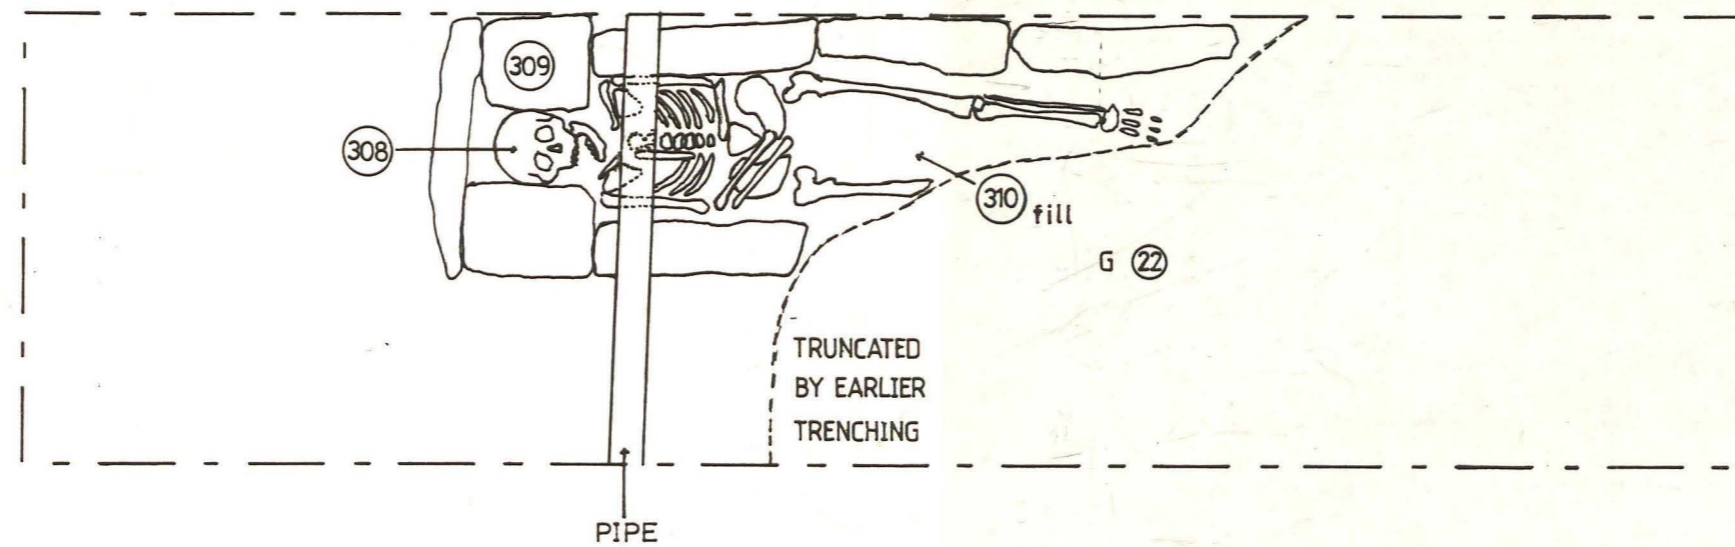 309
308
310 fill
G 22
TRUNCATED
BY EARLIER
TRENCHING
PIPE